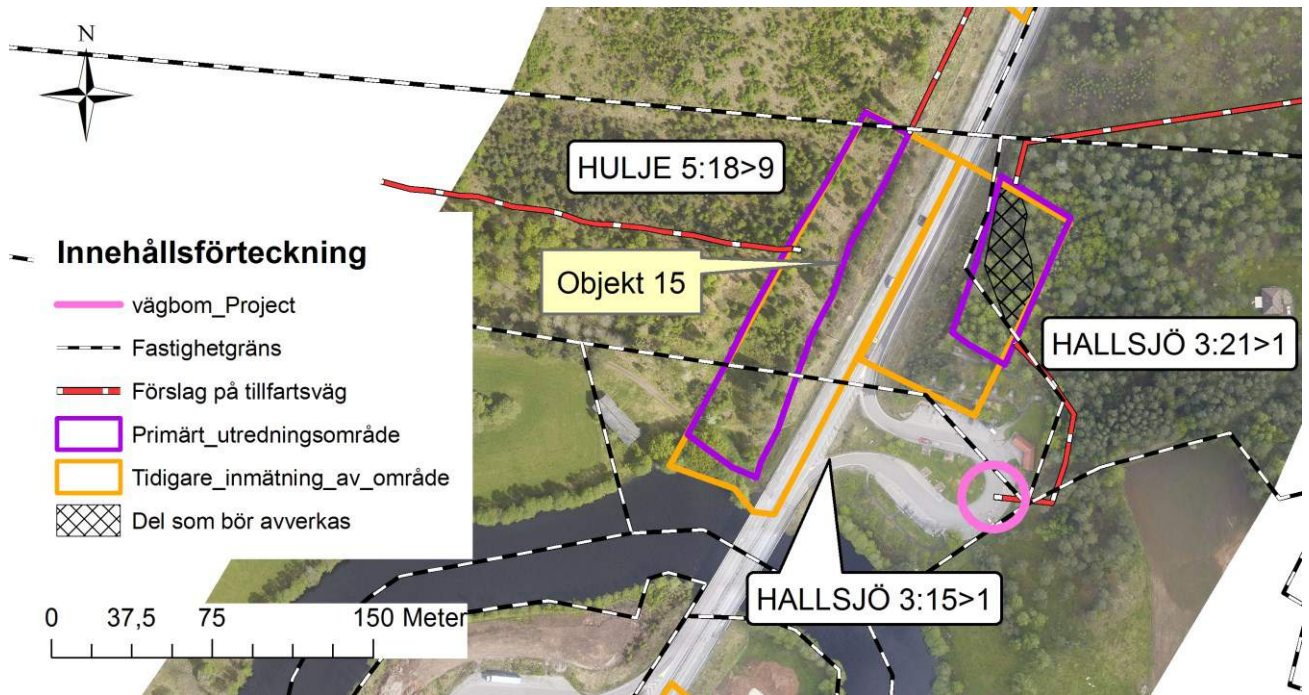 N
HULJE 5:18>9
Innehållsförteckning
Objekt 15
vägbom_Project
Fastighetgräns
HALLSJÖ 3:21>1
Förslag på tillfartsväg
Primärt_utredningsområde
Tidigare_inmätning_av_område
Del som bör avverkas
HALLSJÖ 3:15>1
0 37,5 75 150 Meter